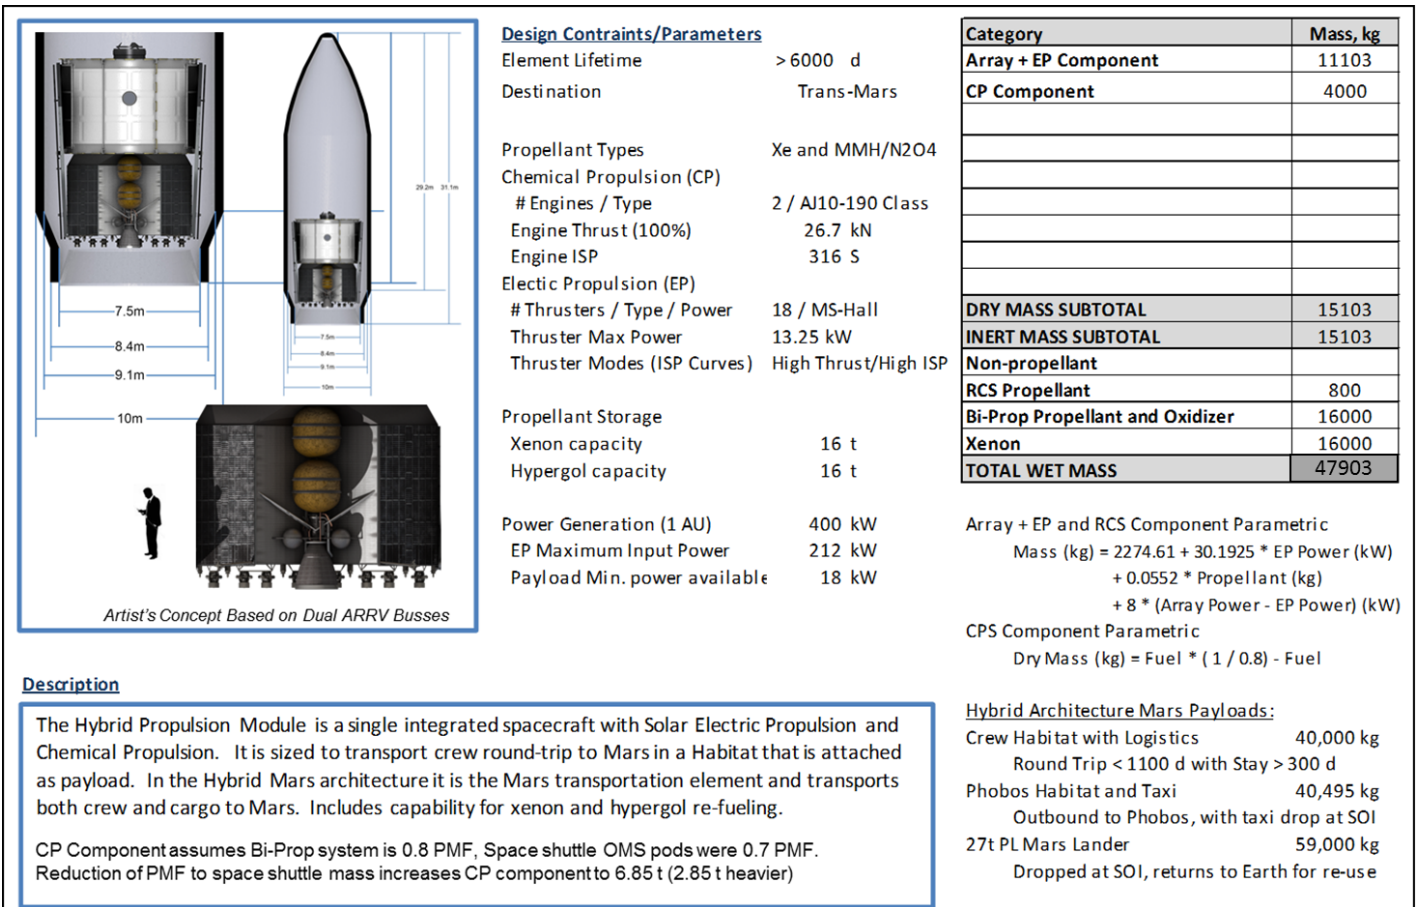 29.2m 31.1m
7.5m
8.4m
9.1m
10m
7.5m
8.4m
9.1m
10m
Artist's Concept Based on Dual ARRV Busses
Design Contraints/Parameters
Element Lifetime >6000 d
Destination Trans-Mars
Propellant Types Xe and MMH/N2O4
Chemical Propulsion (CP)
# Engines / Type 2 / AJ10-190 Class
Engine Thrust (100%) 26.7 kN
Engine ISP 316 S
Electic Propulsion (EP)
# Thrusters / Type / Power 18 / MS-Hall
Thruster Max Power 13.25 kW
Thruster Modes (ISP Curves) High Thrust/High ISP
Propellant Storage
Xenon capacity 16 t
Hypergol capacity 16 t
Power Generation (1 AU) 400 kW
EP Maximum Input Power 212 kW
Payload Min. power available 18 kW
Category Mass, kg
Array + EP Component 11103
CP Component 4000
DRY MASS SUBTOTAL 15103
INERT MASS SUBTOTAL 15103
Non-propellant
RCS Propellant 800
Bi-Prop Propellant and Oxidizer 16000
Xenon 16000
TOTAL WET MASS 47903
Array + EP and RCS Component Parametric
Mass (kg) = 2274.61 + 30.1925 * EP Power (kW)
+ 0.0552 * Propellant (kg)
+ 8 * (Array Power - EP Power) (kW)
CPS Component Parametric
Dry Mass (kg) = Fuel * ( 1 / 0.8) - Fuel
Hybrid Architecture Mars Payloads:
Crew Habitat with Logistics 40,000 kg
Round Trip < 1100 d with Stay > 300 d
Phobos Habitat and Taxi 40,495 kg
Outbound to Phobos, with taxi drop at SOI
27t PL Mars Lander 59,000 kg
Dropped at SOI, returns to Earth for re-use
Description
The Hybrid Propulsion Module is a single integrated spacecraft with Solar Electric Propulsion and
Chemical Propulsion. It is sized to transport crew round-trip to Mars in a Habitat that is attached
as payload. In the Hybrid Mars architecture it is the Mars transportation element and transports
both crew and cargo to Mars. Includes capability for xenon and hypergol re-fueling.
CP Component assumes Bi-Prop system is 0.8 PMF, Space shuttle OMS pods were 0.7 PMF.
Reduction of PMF to space shuttle mass increases CP component to 6.85 t (2.85 t heavier)